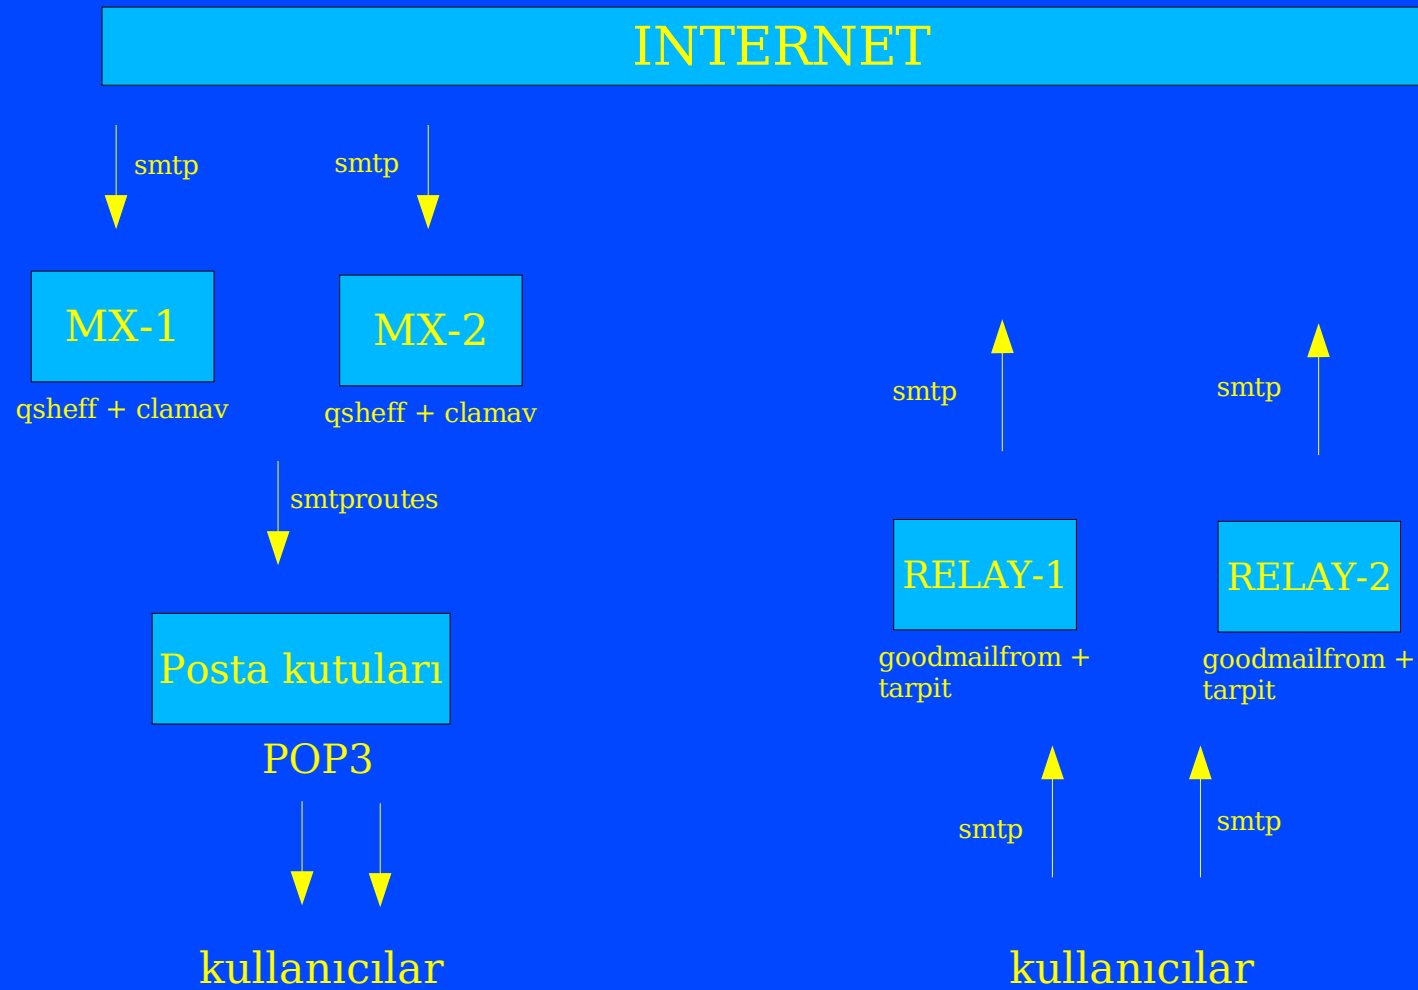 INTERNET
smtp
smtp
MX-1
MX-2
qsheff + clamav
qsheff + clamav
smtproutes
Posta kutuları
POP3
kullanıcılar
smtp
smtp
RELAY-1
RELAY-2
goodmailfrom +
tarpit
goodmailfrom +
tarpit
smtp
smtp
kullanıcılar